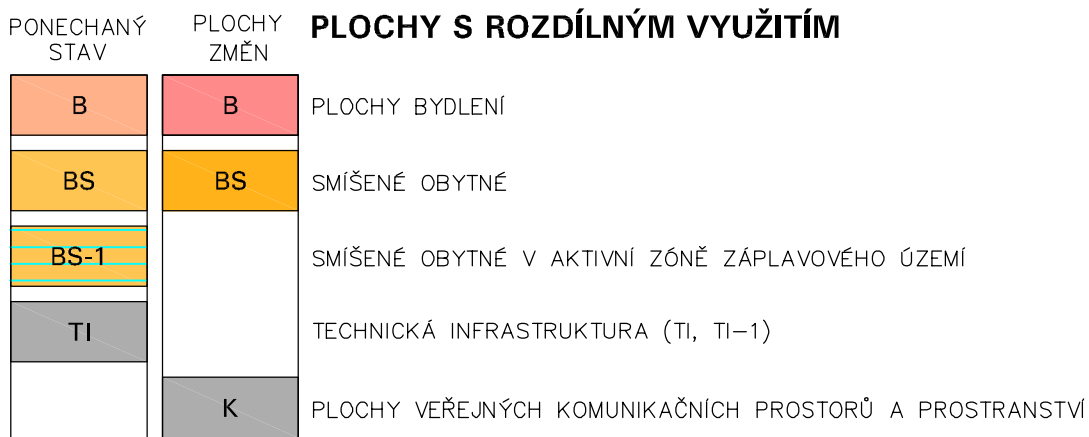 PONECHANÝ STAV
PLOCHY ZMĚN
PLOCHY S ROZDÍLNÝM VYUŽITÍM
B B PLOCHY BYDLENÍ
BS BS SMÍŠENÉ OBYTNÉ
BS-1 SMÍŠENÉ OBYTNÉ V AKTIVNÍ ZÓNĚ ZÁPLAVOVÉHO ÚZEMÍ
TI TECHNICKÁ INFRASTRUKTURA (TI, TI-1)
K PLOCHY VEŘEJNÝCH KOMUNIKAČNÍCH PROSTORŮ A PROSTRANSTVÍ